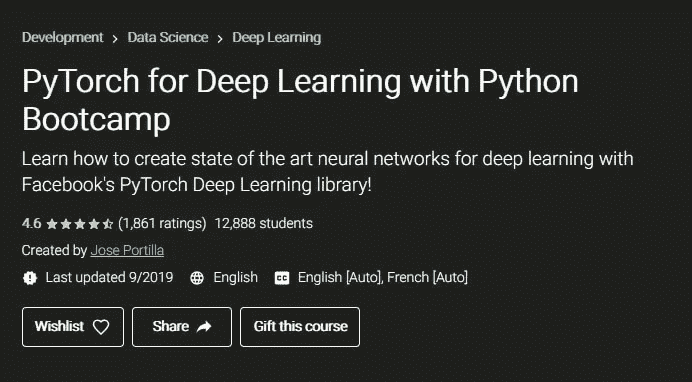 Development > Data Science > Deep Learning
PyTorch for Deep Learning with Python
Bootcamp
Learn how to create state of the art neural networks for deep learning with
Facebook's PyTorch Deep Learning library!
4.6 (1,861 ratings) 12,888 students
Created by Jose Portilla
Last updated 9/2019 English CC English [Auto], French [Auto]
Wishlist Share Gift this course